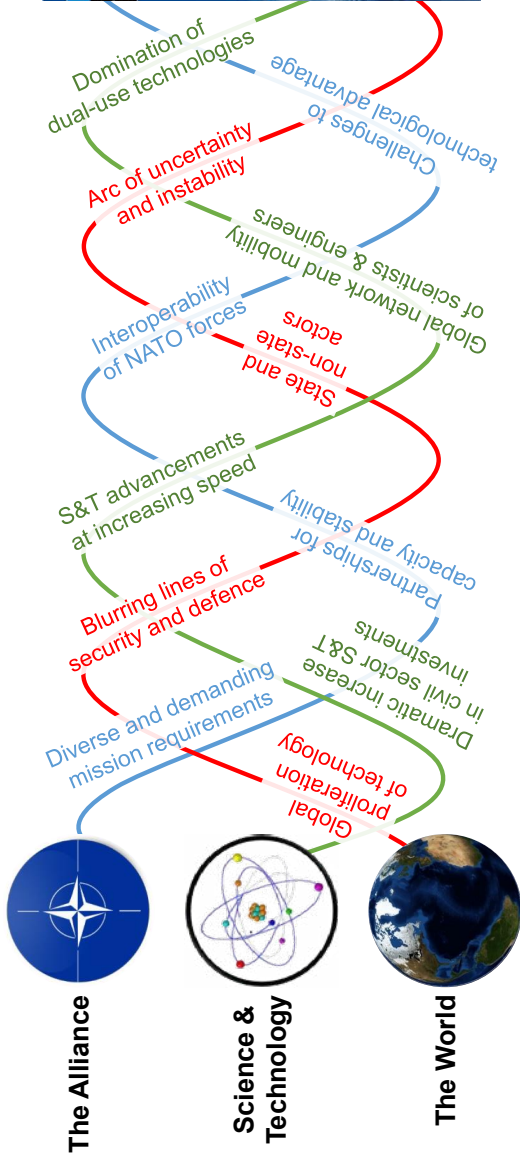 Domination of
dual-use technologies
Challenges to
technological advantage
Arc of uncertainty
and instability
Global network and mobility
of scientists & engineers
Interoperability
of NATO forces
State and
non-state
actors
S&T advancements
at increasing speed
Partnerships for
capacity and stability
Blurring lines of
security and defence
Dramatic increase
in civil sector S&T
investments
Diverse and demanding
mission requirements
Global
proliferation
of technology
The Alliance
Science &
Technology
The World